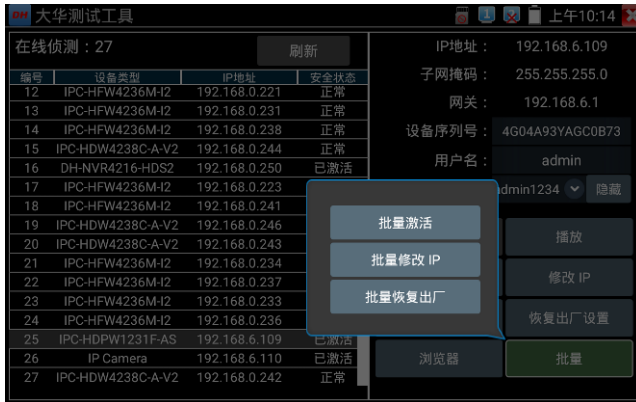 DH 大华测试工具 1 上午10:14
在线侦测：27 刷新
编号 设备类型 IP地址 安全状态
12 IPC-HFW4236M-I2 192.168.0.221 正常
13 IPC-HFW4236M-I2 192.168.0.231 正常
14 IPC-HFW4236M-I2 192.168.0.238 正常
15 IPC-HDW4238C-A-V2 192.168.0.244 正常
16 DH-NVR4216-HDS2 192.168.0.250 已激活
17 IPC-HFW4236M-I2 192.168.0.223
18 IPC-HFW4236M-I2 192.168.0.241
19 IPC-HDW4238C-A-V2 192.168.0.246
20 IPC-HDW4238C-A-V2 192.168.0.243
21 IPC-HFW4236M-I2 192.168.0.234
22 IPC-HFW4236M-I2 192.168.0.237
23 IPC-HFW4236M-I2 192.168.0.233
24 IPC-HFW4236M-I2 192.168.0.236
25 IPC-HDPW1231F-AS 192.168.6.109 已激活
26 IP Camera 192.168.6.110 已激活
27 IPC-HDW4238C-A-V2 192.168.0.242 正常
IP地址： 192.168.6.109
子网掩码： 255.255.255.0
网关： 192.168.6.1
设备序列号： 4G04A93YAGC0B73
用户名： admin
dmin1234 隐藏
批量激活
批量修改 IP
批量恢复出厂
播放
修改 IP
恢复出厂设置
浏览器 批量